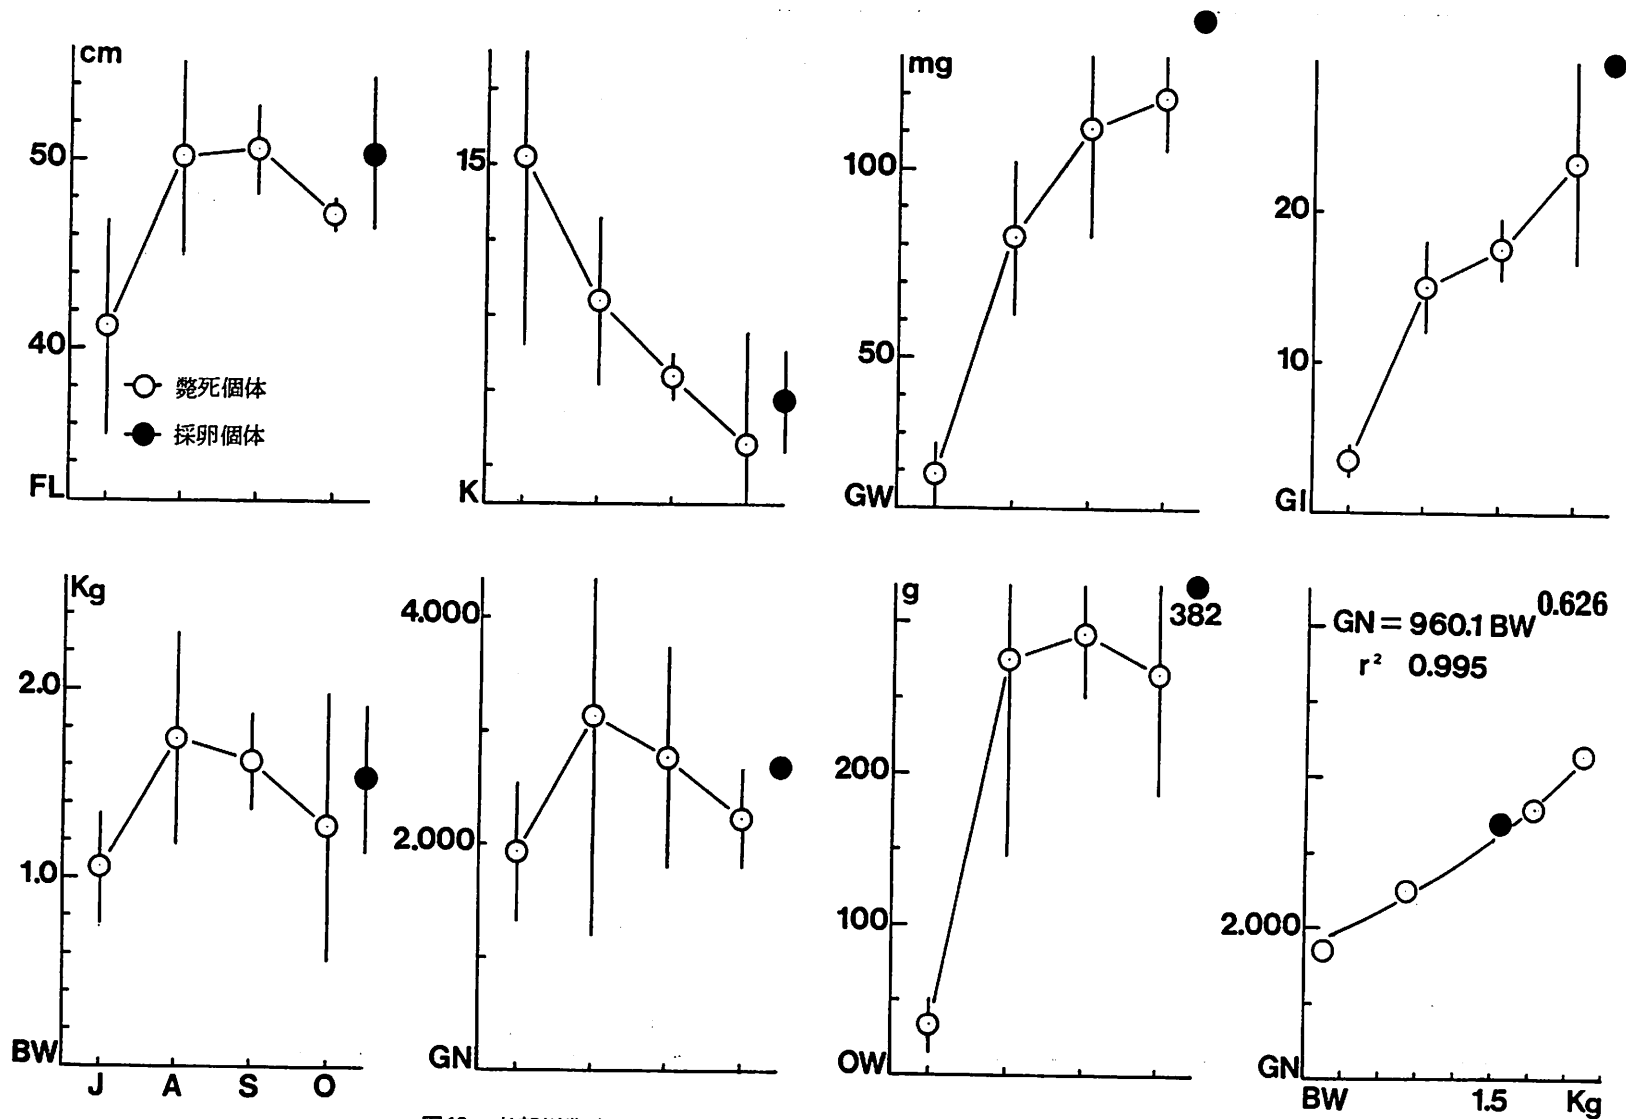 cm
50
40
FL
斃死個体
採卵個体
15
K
mg
100
50
GW
20
10
GI
Kg
2.0
1.0
BW
J A S O
4.000
2.000
GN
g
382
200
100
OW
GN = 960.1 BW 0.626
r² 0.995
2.000
GN
BW 1.5 Kg